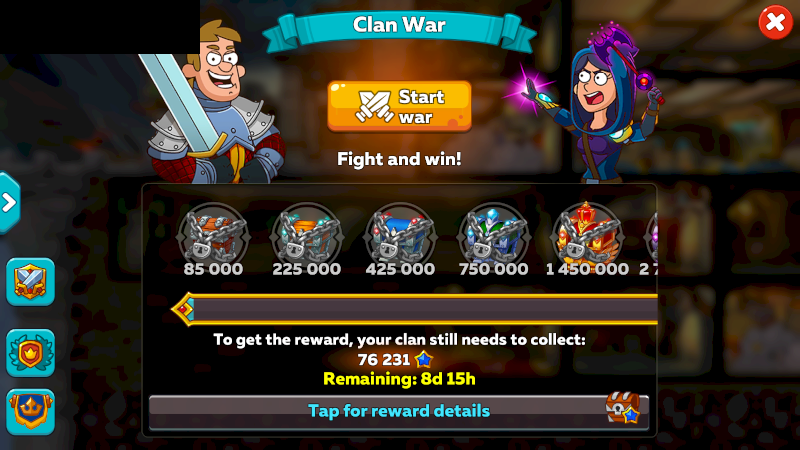 Clan War
Start
war
Fight and win!
85 000
225 000
425 000
750 000
1 450 000
To get the reward, your clan still needs to collect:
76 231
Remaining: 8d 15h
Tap for reward details